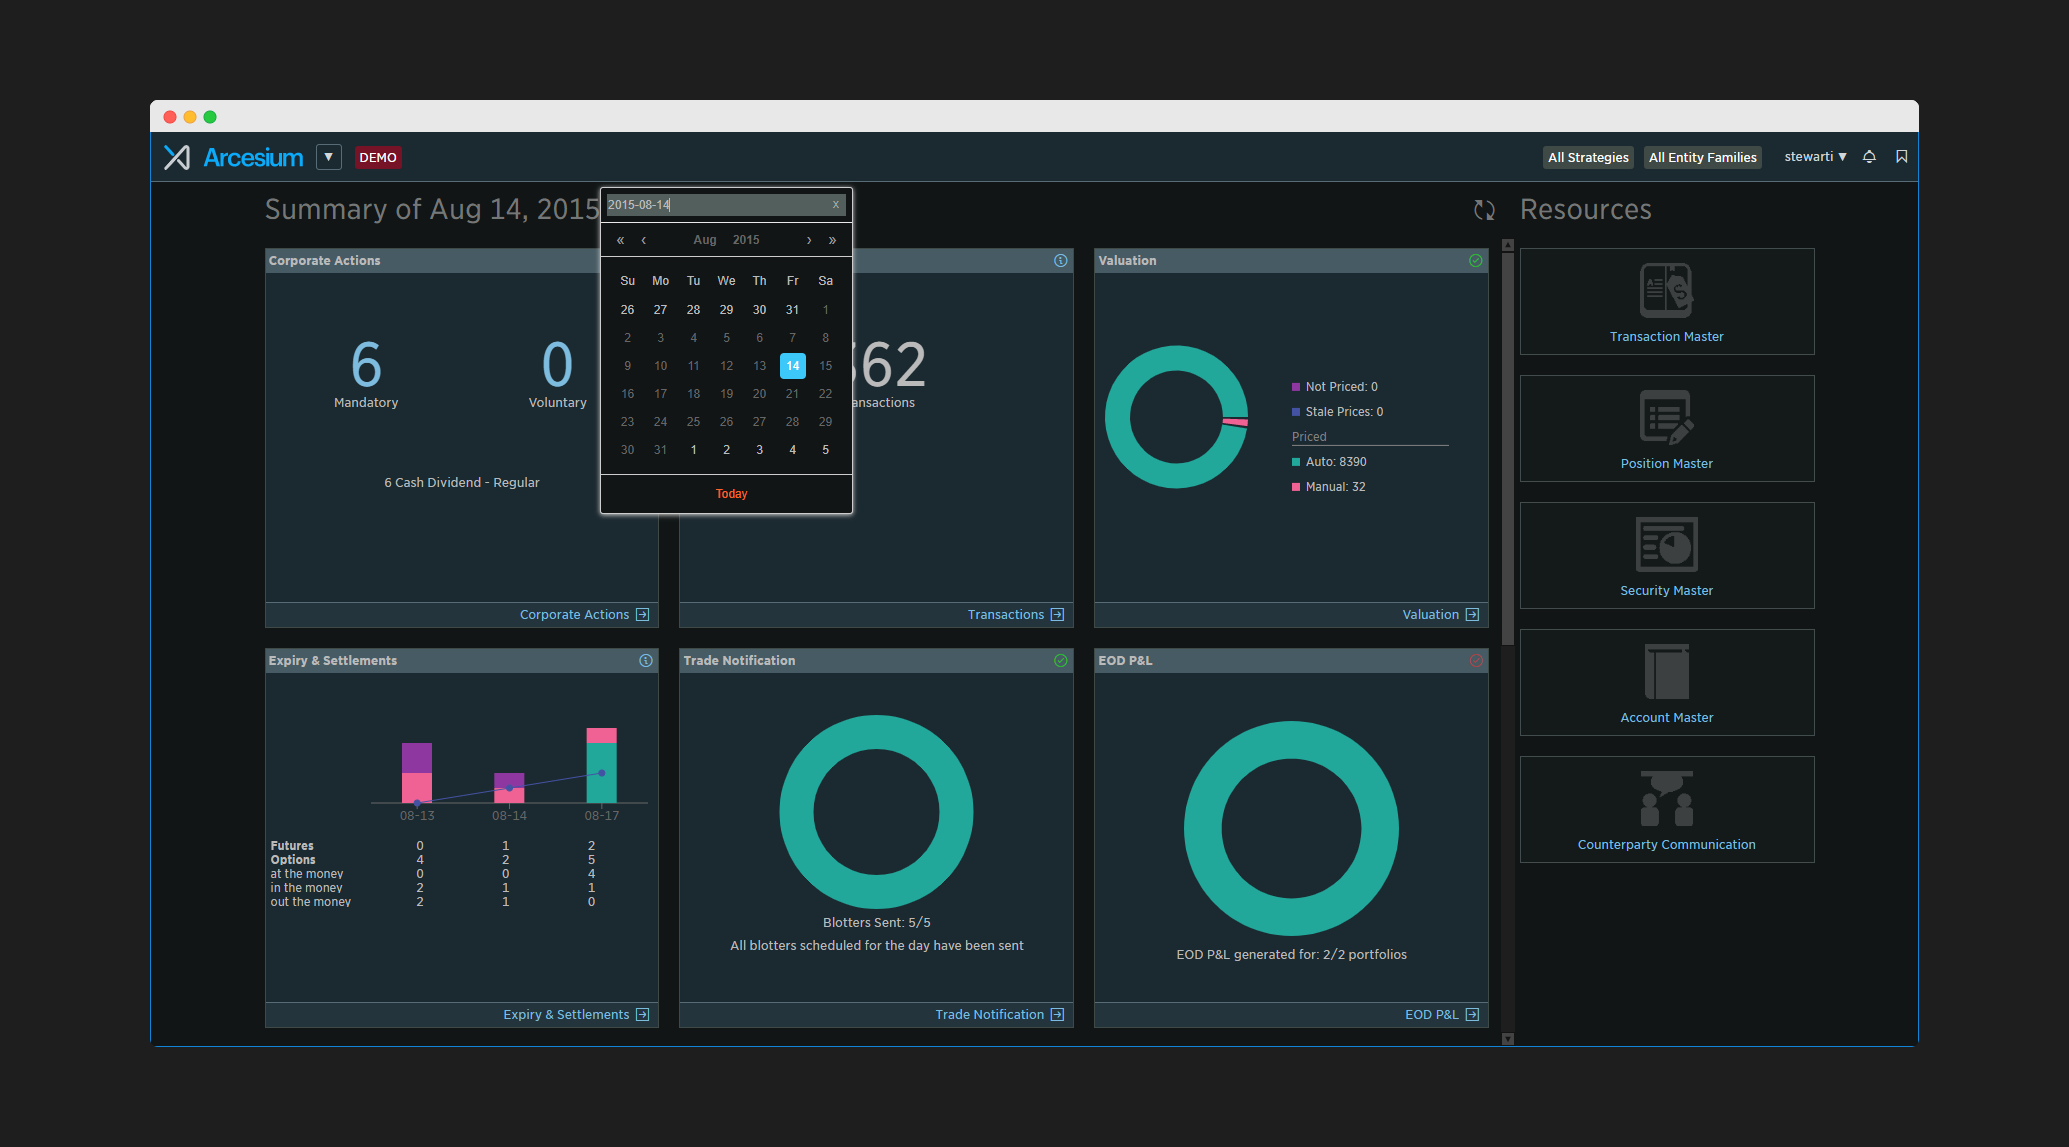 Arcesium ▼ DEMO
All Strategies All Entity Families stewarti ▼
Summary of Aug 14, 2015
Resources
2015-08-14 x
« ‹ Aug 2015 › »
Su Mo Tu We Th Fr Sa
26 27 28 29 30 31 1
2 3 4 5 6 7 8
9 10 11 12 13 14 15
16 17 18 19 20 21 22
23 24 25 26 27 28 29
30 31 1 2 3 4 5
Today
Corporate Actions
6
Mandatory
0
Voluntary
6 Cash Dividend - Regular
Corporate Actions
62
ansactions
Transactions
Valuation
Not Priced: 0
Stale Prices: 0
Priced
Auto: 8390
Manual: 32
Valuation
Expiry & Settlements
08-13 08-14 08-17
Futures 0 1 2
Options 4 2 5
at the money 0 0 4
in the money 2 1 1
out the money 2 1 0
Expiry & Settlements
Trade Notification
Blotters Sent: 5/5
All blotters scheduled for the day have been sent
Trade Notification
EOD P&L
EOD P&L generated for: 2/2 portfolios
EOD P&L
Transaction Master
Position Master
Security Master
Account Master
Counterparty Communication